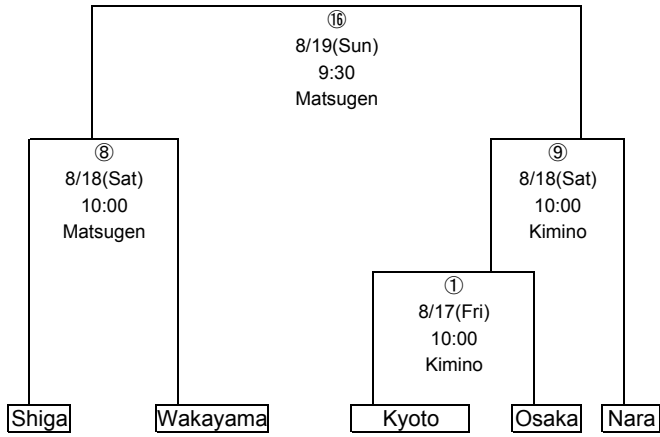 ⑯
8/19(Sun)
9:30
Matsugen
⑧
8/18(Sat)
10:00
Matsugen
⑨
8/18(Sat)
10:00
Kimino
①
8/17(Fri)
10:00
Kimino
Shiga Wakayama Kyoto Osaka Nara